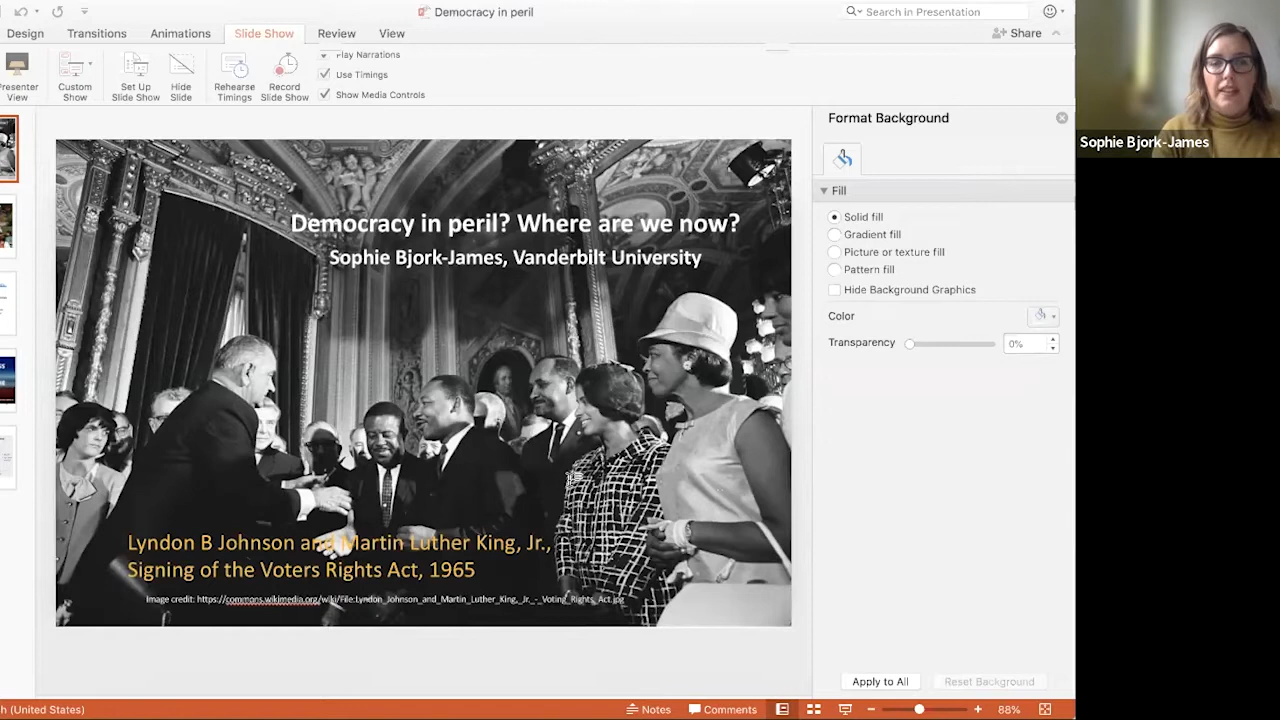 Democracy in peril
Search in Presentation
Design
Transitions
Animations
Slide Show
Review
View
Share
Presenter View
Custom Show
Set Up Slide Show
Hide Slide
Rehearse Timings
Record Slide Show
Play Narrations
Use Timings
Show Media Controls
Format Background
Fill
Solid fill
Gradient fill
Picture or texture fill
Pattern fill
Hide Background Graphics
Color
Transparency
0%
Apply to All
Reset Background
Democracy in peril? Where are we now?
Sophie Bjork-James, Vanderbilt University
Lyndon B Johnson and Martin Luther King, Jr.,
Signing of the Voters Rights Act, 1965
Image credit: https://commons.wikimedia.org/wiki/File:Lyndon_Johnson_and_Martin_Luther_King,_Jr._-_Voting_Rights_Act.jpg
Sophie Bjork-James
h (United States)
Notes
Comments
88%